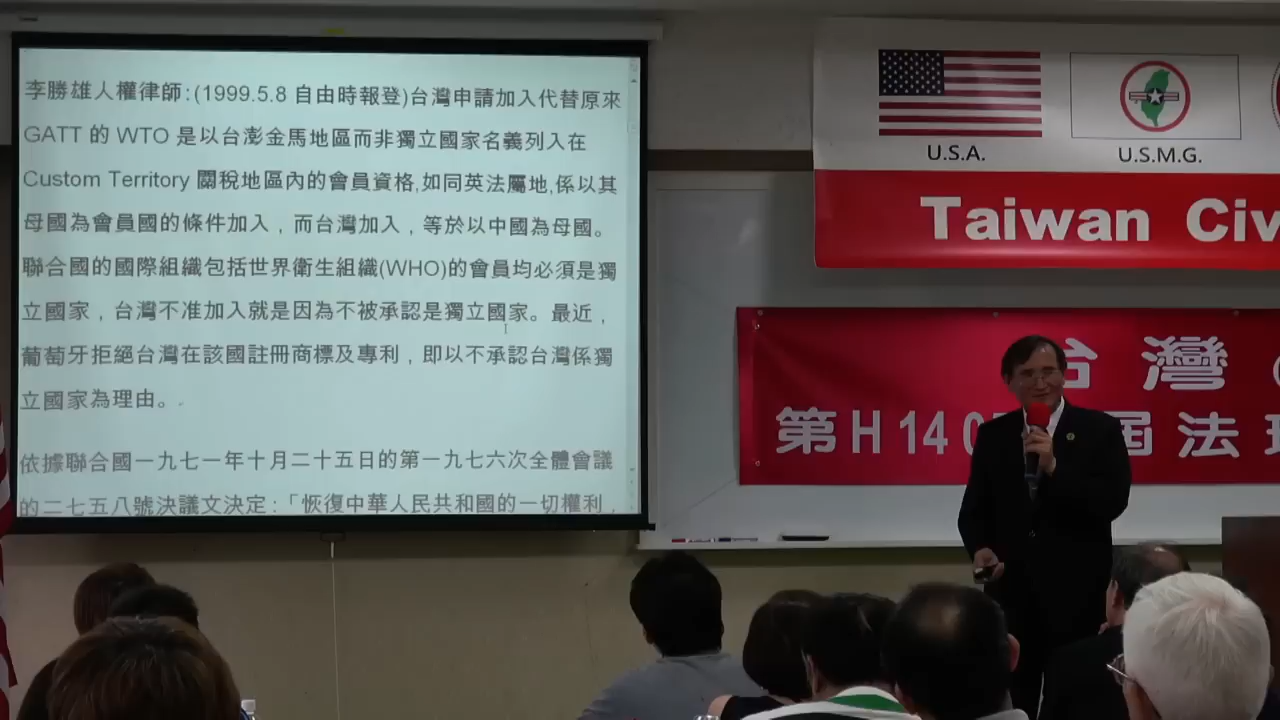 李勝雄人權律師:(1999.5.8 自由時報登)台灣申請加入代替原來
GATT 的 WTO 是以台澎金馬地區而非獨立國家名義列入在
Custom Territory 關稅地區內的會員資格,如同英法屬地,係以其
母國為會員國的條件加入，而台灣加入，等於以中國為母國。
聯合國的國際組織包括世界衛生組織(WHO)的會員均必須是獨
立國家，台灣不准加入就是因為不被承認是獨立國家。最近，
葡萄牙拒絕台灣在該國註冊商標及專利，即以不承認台灣係獨
立國家為理由。
依據聯合國一九七一年十月二十五日的第一九七六次全體會議
的二七五八號決議文決定:「恢復中華人民共和國的一切權利，
U.S.A.
U.S.M.G.
Taiwan Civ
台灣
第H14 0 屆法